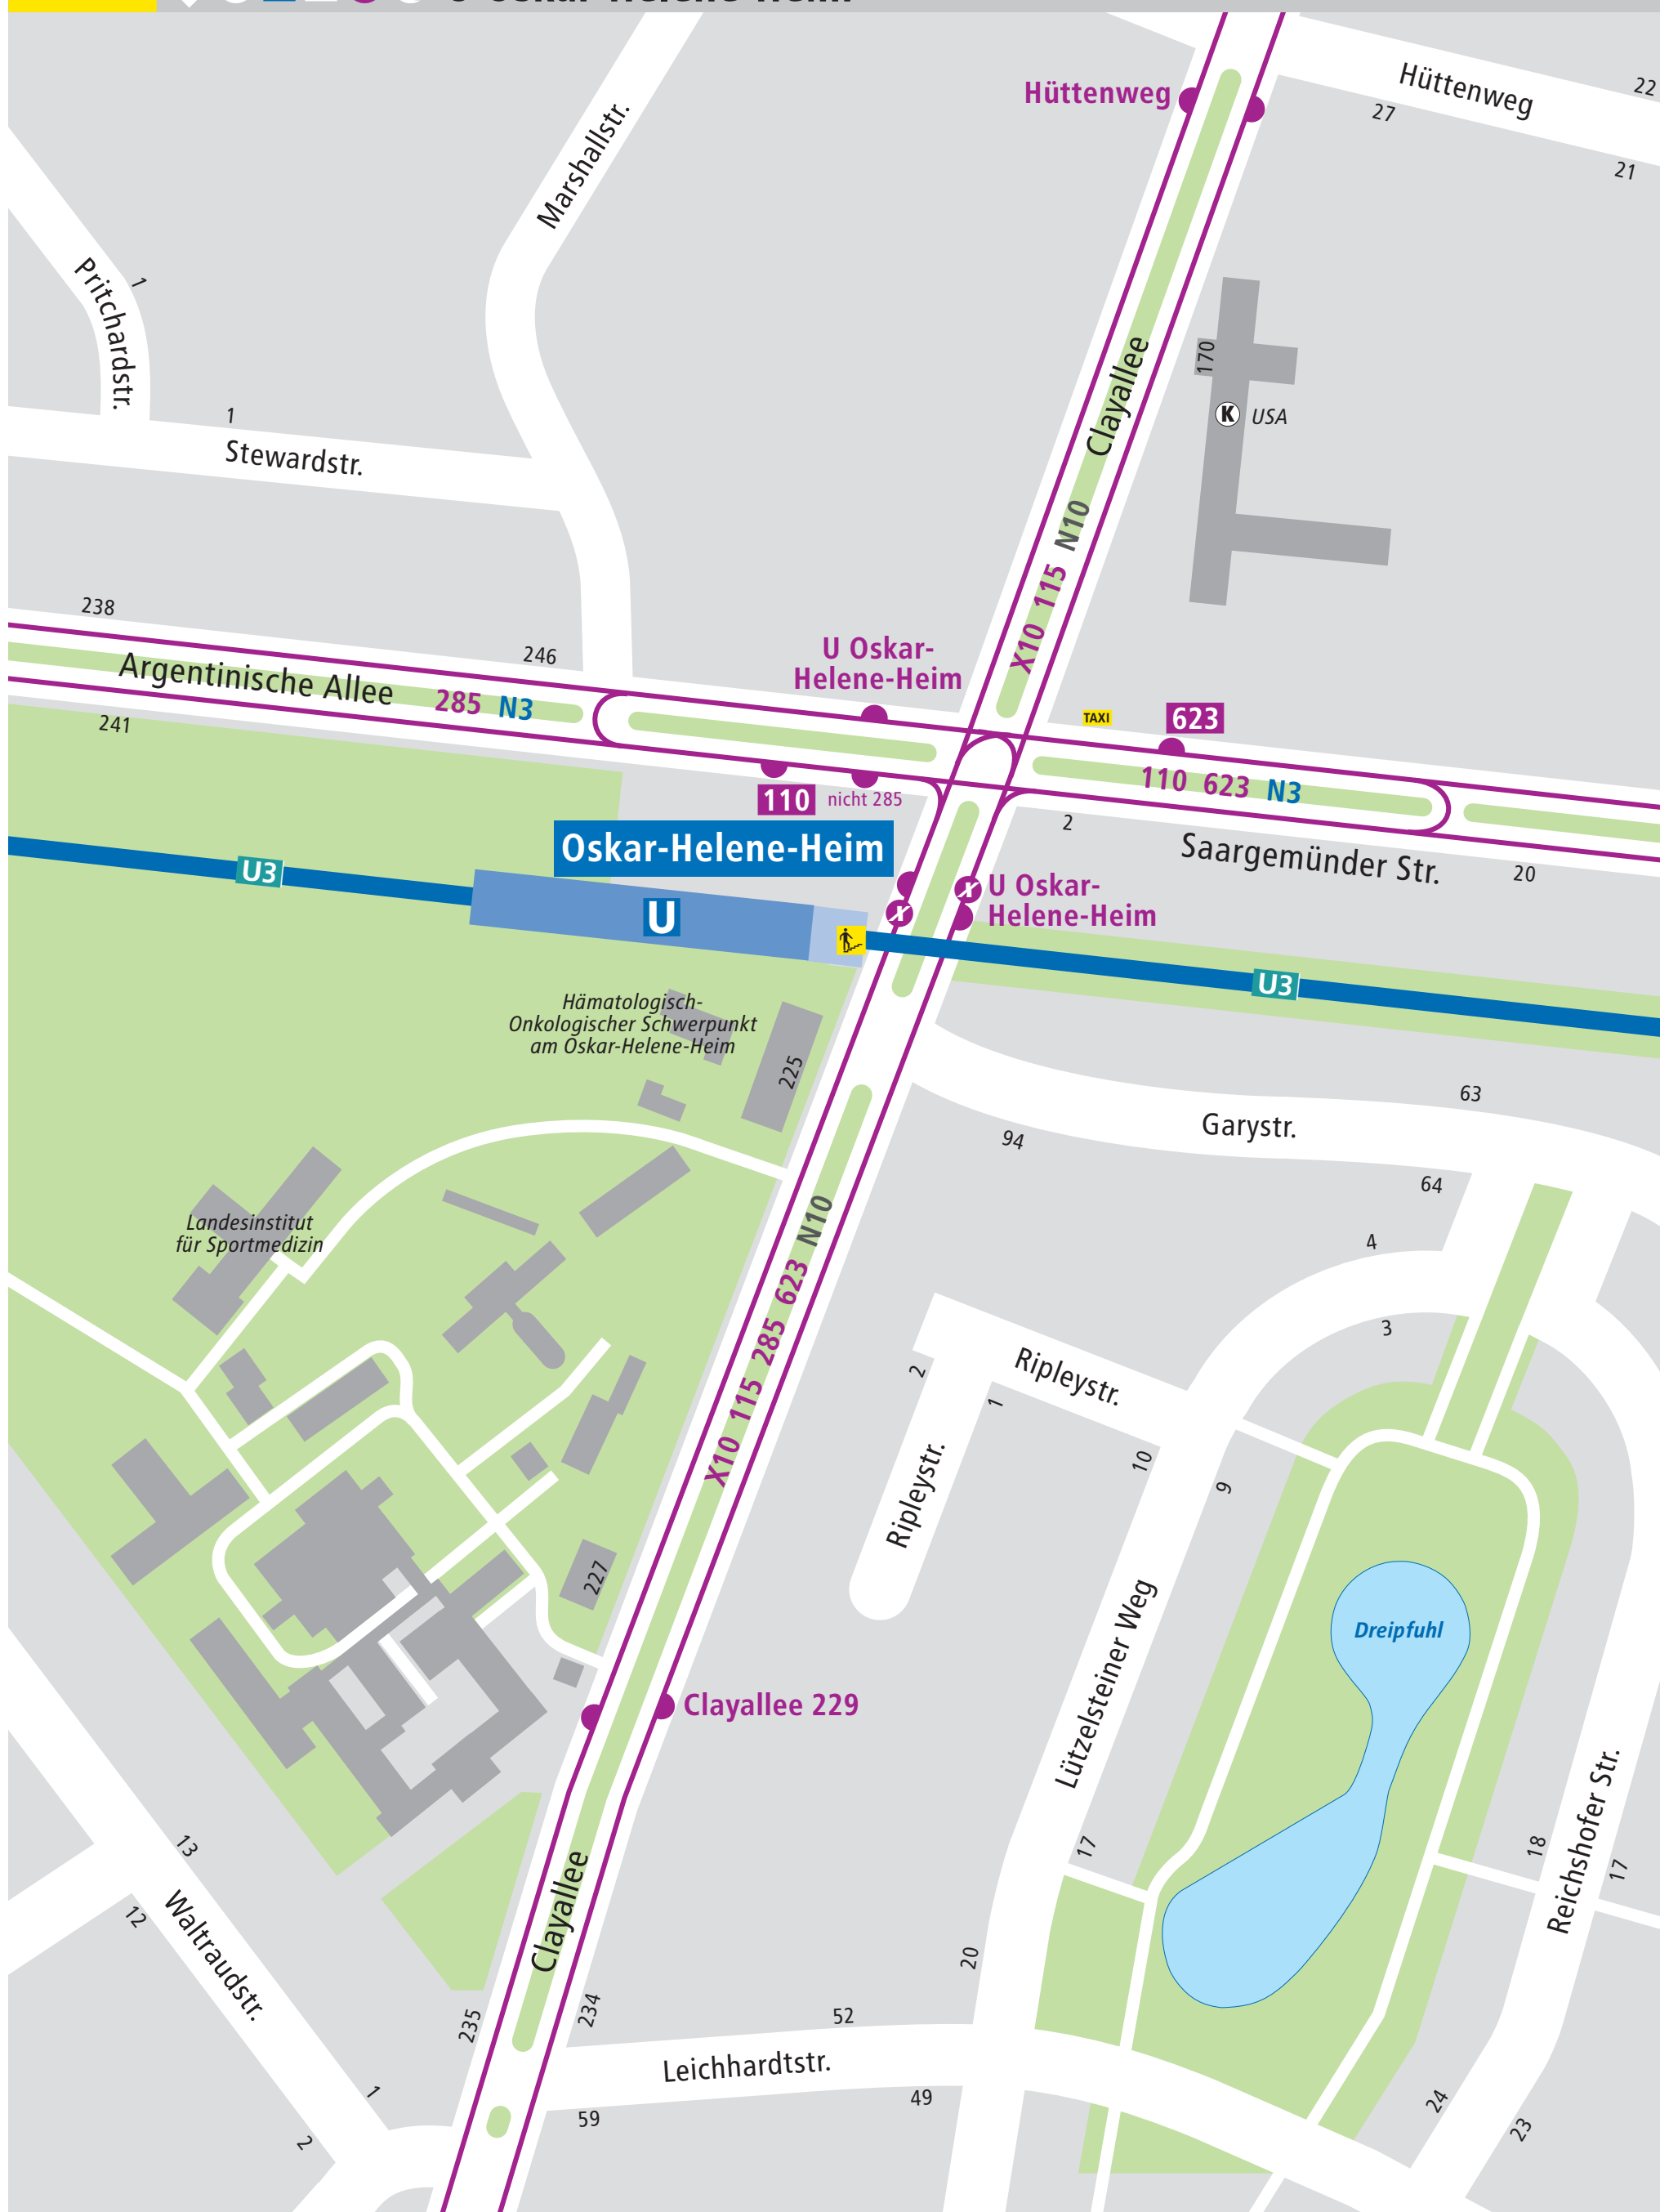 U Oskar-Helene-Heim
Hüttenweg
Hüttenweg
22
27
21
Marshallstr.
Pritchardstr.
1
1
Stewardstr.
Clayallee
170
K USA
X10 115 N10
238
246
Argentinische Allee 285 N3
241
U Oskar-
Helene-Heim
TAXI
623
110 623 N3
110 nicht 285
2
Saargemünder Str.
20
Oskar-Helene-Heim
U3
U
X
X
U Oskar-
Helene-Heim
U3
Hämatologisch-
Onkologischer Schwerpunkt
am Oskar-Helene-Heim
225
63
Garystr.
94
64
Landesinstitut
für Sportmedizin
4
3
X10 115 285 623 N10
Ripleystr.
2
1
Ripleystr.
10
9
227
Dreipfuhl
Lützelsteiner Weg
Clayallee 229
Reichshofer Str.
17
18
17
13
12
Waltraudstr.
Clayallee
20
235
234
52
Leichhardtstr.
49
59
1
2
24
23